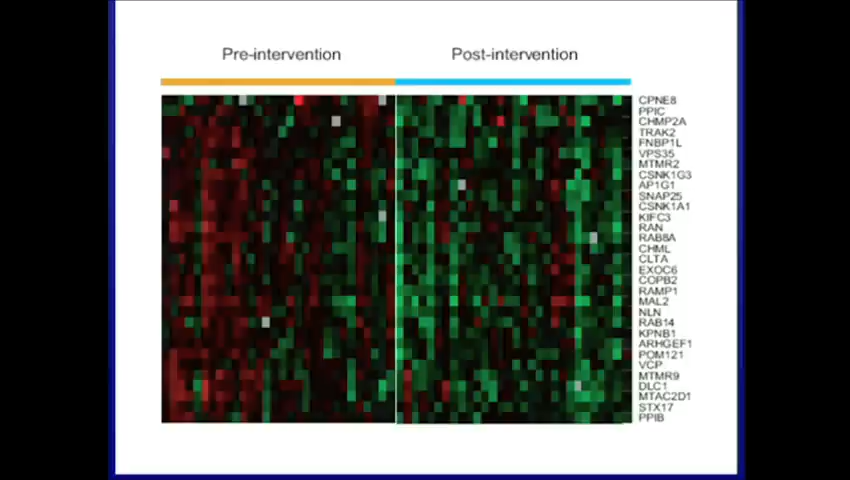 Pre-intervention Post-intervention
CPNE8
PPIC
CHMP2A
TRAK2
FNBP1L
VPS35
MTMR2
CSNK1G3
AP1G1
SNAP25
CSNK1A1
KIFC3
RAN
RAB8A
CHML
CLTA
EXOC6
COPB2
RAMP1
MAL2
NLN
RAB14
KPNB1
ARHGEF1
POM121
VCP
MTMR9
DLC1
MTAC2D1
STX17
PPIB